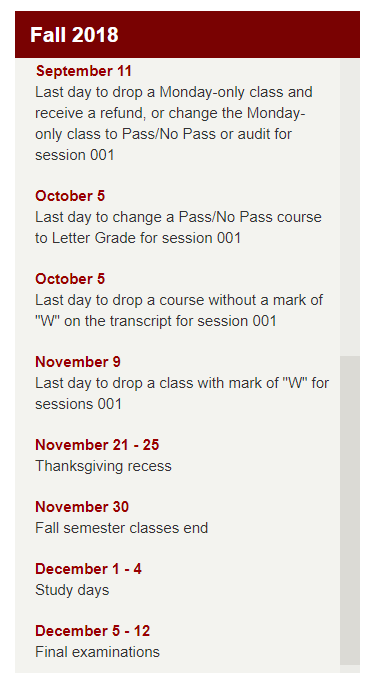 Fall 2018
September 11
Last day to drop a Monday-only class and
receive a refund, or change the Monday-
only class to Pass/No Pass or audit for
session 001
October 5
Last day to change a Pass/No Pass course
to Letter Grade for session 001
October 5
Last day to drop a course without a mark of
"W" on the transcript for session 001
November 9
Last day to drop a class with mark of "W" for
sessions 001
November 21 - 25
Thanksgiving recess
November 30
Fall semester classes end
December 1 - 4
Study days
December 5 - 12
Final examinations